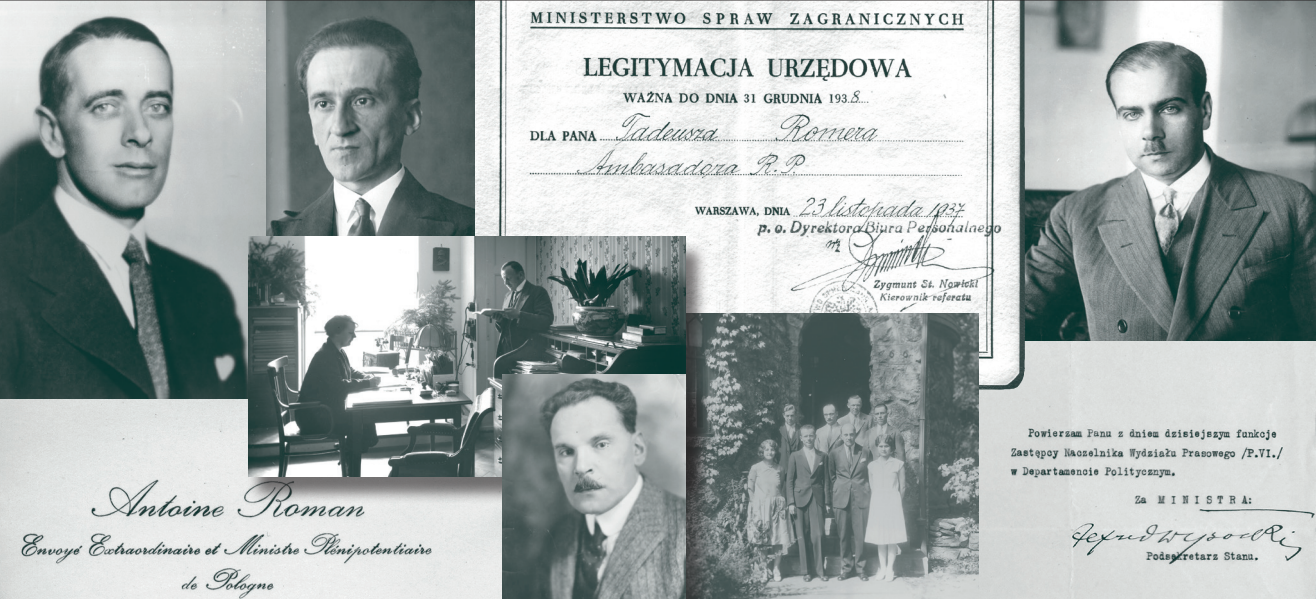 MINISTERSTWO SPRAW ZAGRANICZNYCH
LEGITYMACJA URZĘDOWA
WAŻNA DO DNIA 31 GRUDNIA 1938
DLA PANA Tadeusza Romera
Ambasadora R.P.
WARSZAWA, DNIA 23 listopada 1937
p. o. Dyrektora Biura Personalnego
Zygmunt St. Nowicki
Kierownik referatu
Antoine Roman
Envoyé Extraordinaire et Ministre Plénipotentiaire
de Pologne
Powierzam Panu z dniem dzisiejszym funkcje
Zastępcy Naczelnika Wydziału Prasowego /P.VI./
w Departamencie Politycznym.
Za MINISTRA:
Podsekretarz Stanu.